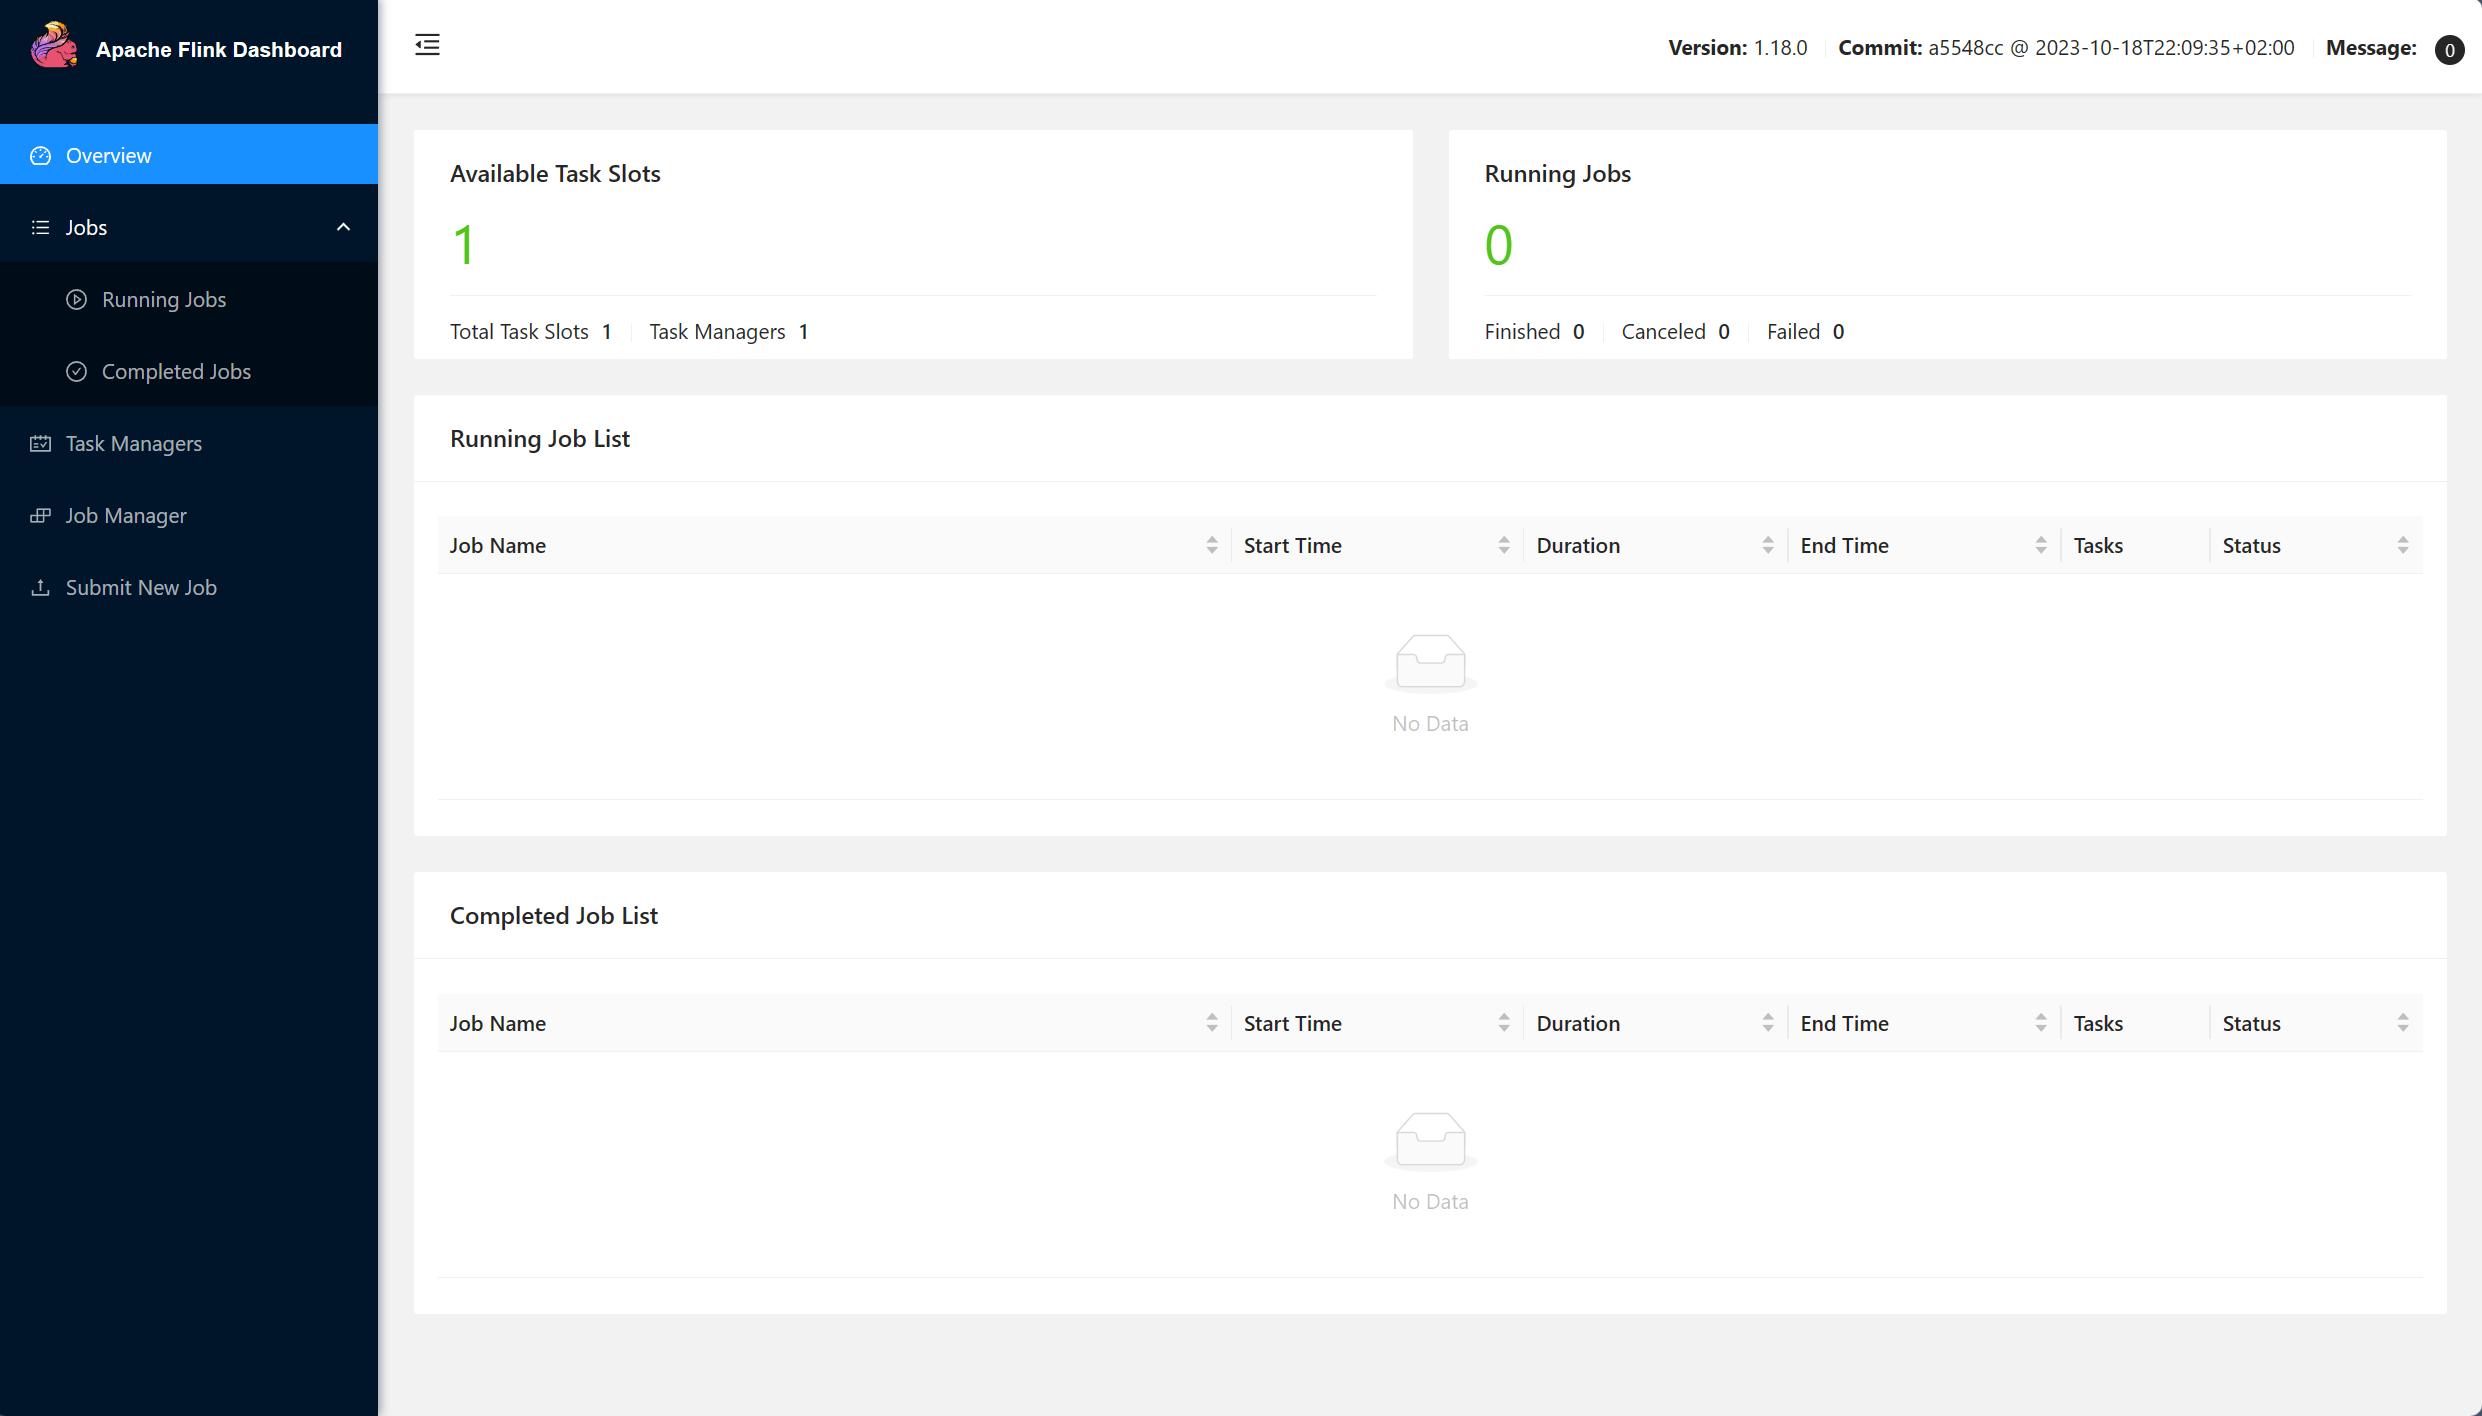 Apache Flink Dashboard
Version: 1.18.0 Commit: a5548cc @ 2023-10-18T22:09:35+02:00 Message: 0
Overview
Jobs
Running Jobs
Completed Jobs
Task Managers
Job Manager
Submit New Job
Available Task Slots
1
Total Task Slots 1 Task Managers 1
Running Jobs
0
Finished 0 Canceled 0 Failed 0
Running Job List
Job Name Start Time Duration End Time Tasks Status
No Data
Completed Job List
Job Name Start Time Duration End Time Tasks Status
No Data